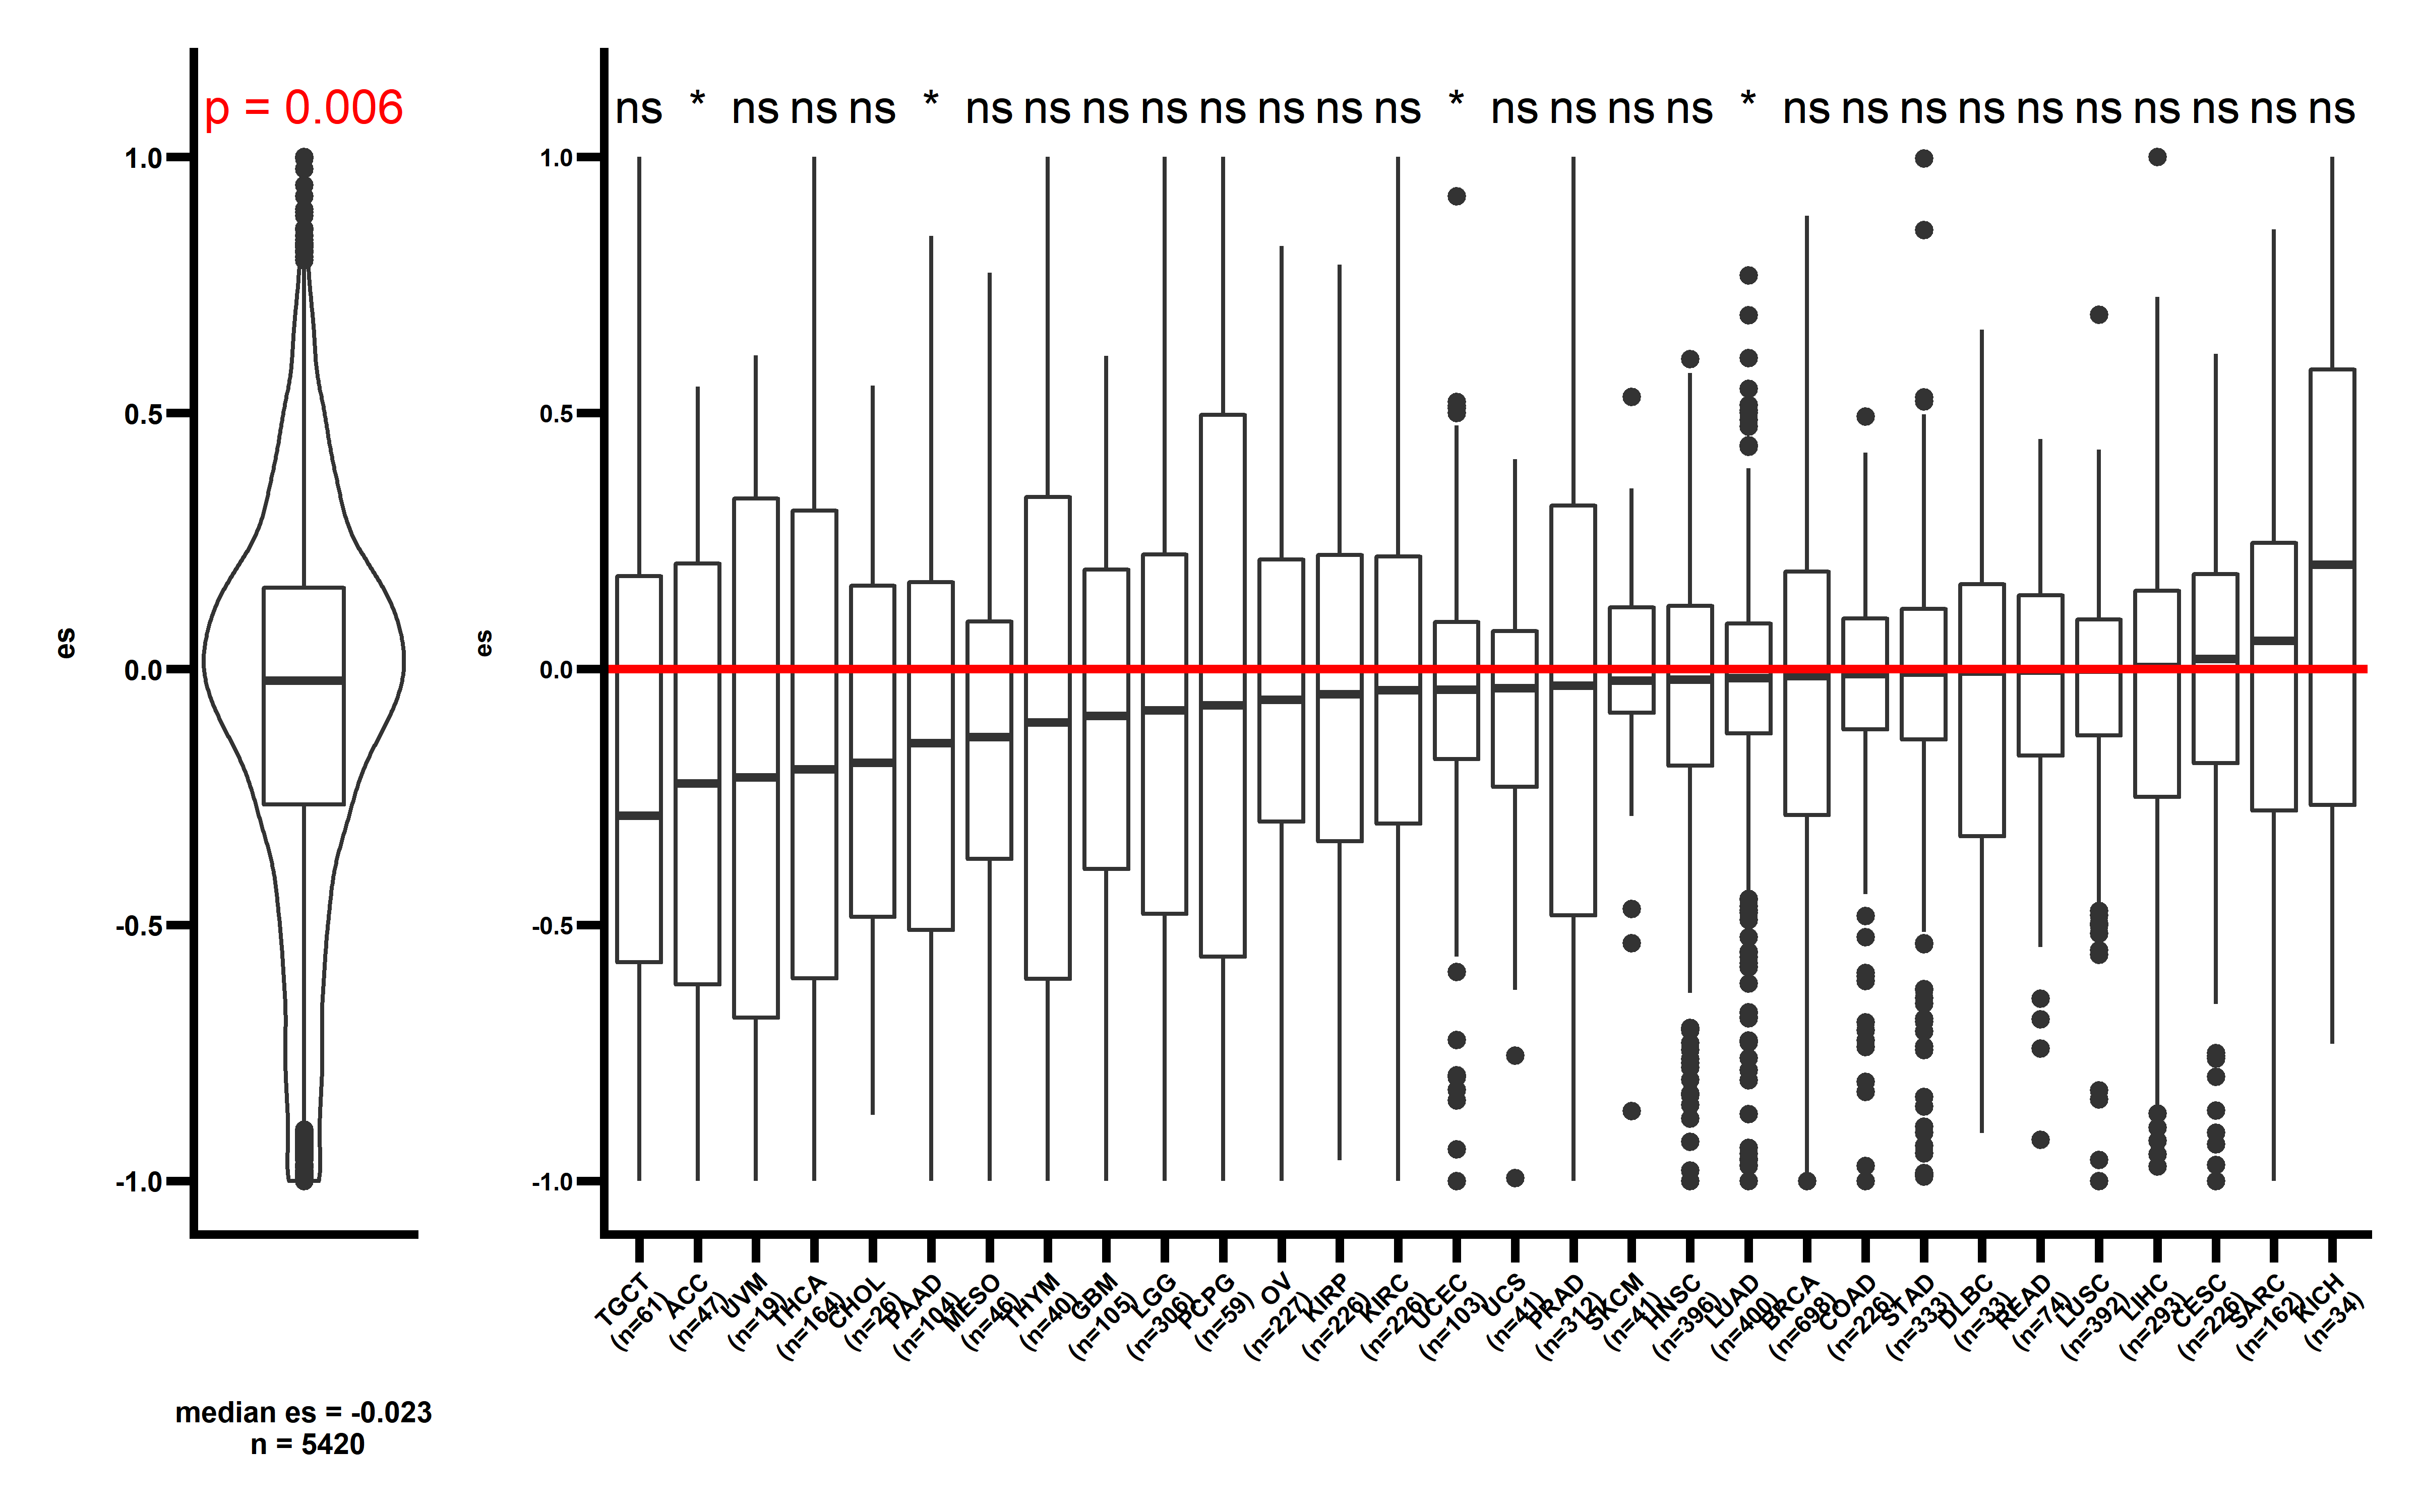 p = 0.006
1.0
0.5
0.0
-0.5
-1.0
es
median es = -0.023
n = 5420
ns * ns ns ns * ns ns ns ns ns ns ns ns * ns ns ns ns * ns ns ns ns ns ns ns ns ns ns
1.0
0.5
0.0
-0.5
-1.0
es
TGCT
(n=61)
ACC
(n=47)
UVM
(n=19)
THCA
(n=164)
CHOL
(n=26)
PAAD
(n=104)
MESO
(n=46)
THYM
(n=40)
GBM
(n=105)
LGG
(n=306)
PCPG
(n=59)
OV
(n=227)
KIRP
(n=226)
KIRC
(n=226)
UCEC
(n=103)
UCS
(n=41)
PRAD
(n=312)
SKCM
(n=41)
HNSC
(n=396)
LUAD
(n=400)
BRCA
(n=698)
COAD
(n=226)
STAD
(n=333)
DLBC
(n=33)
READ
(n=74)
LUSC
(n=392)
LIHC
(n=293)
CESC
(n=226)
SARC
(n=162)
KICH
(n=34)